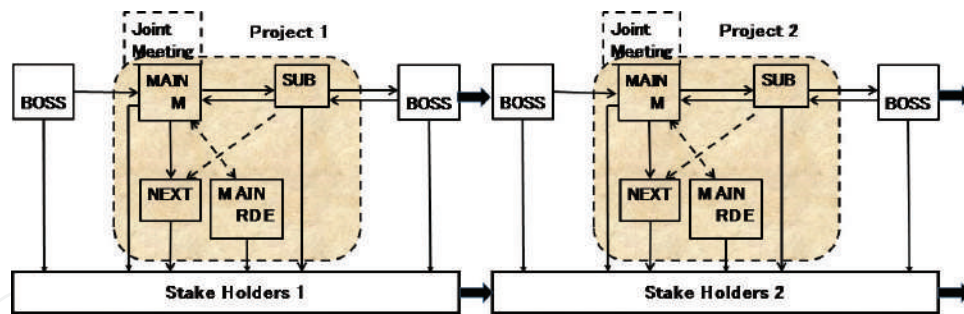 Joint
Meeting
Project 1
BOSS
MAIN
M
SUB
BOSS
NEXT
MAIN
RDE
Stake Holders 1
Joint
Meeting
Project 2
BOSS
MAIN
M
SUB
BOSS
NEXT
MAIN
RDE
Stake Holders 2